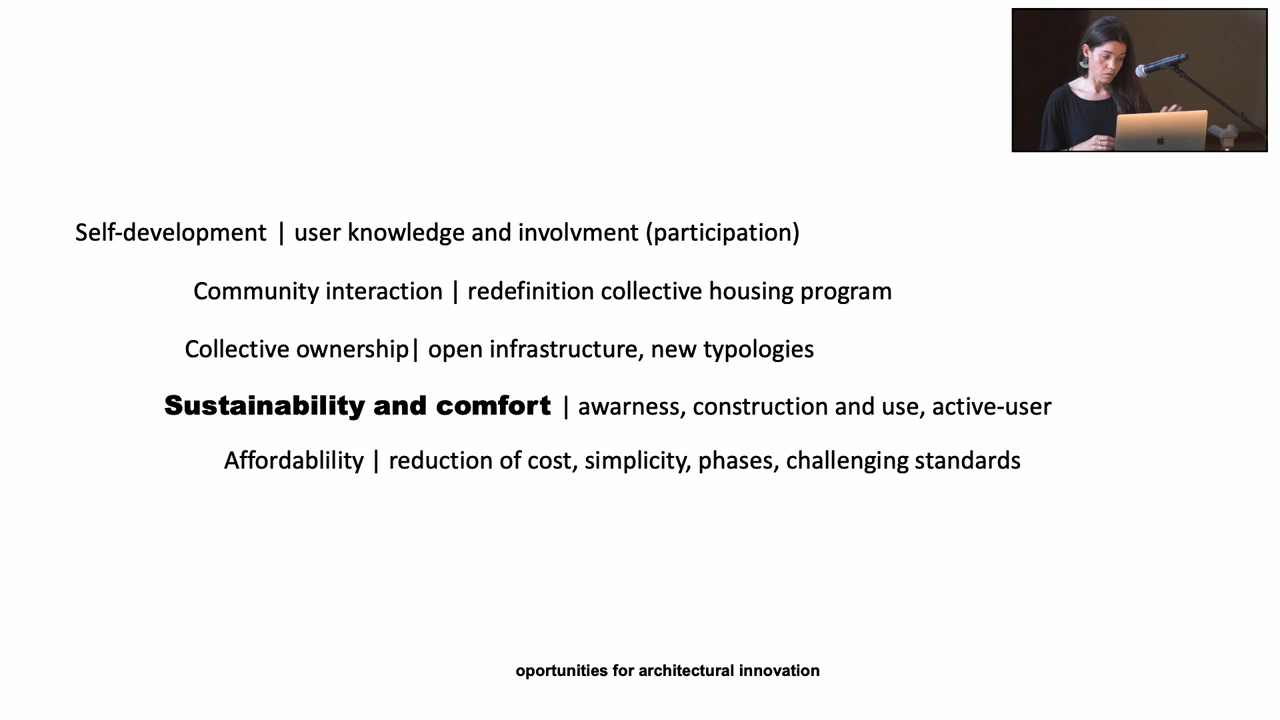 Self-development | user knowledge and involvment (participation)
Community interaction | redefinition collective housing program
Collective ownership| open infrastructure, new typologies
Sustainability and comfort | awarness, construction and use, active-user
Affordablility | reduction of cost, simplicity, phases, challenging standards
oportunities for architectural innovation